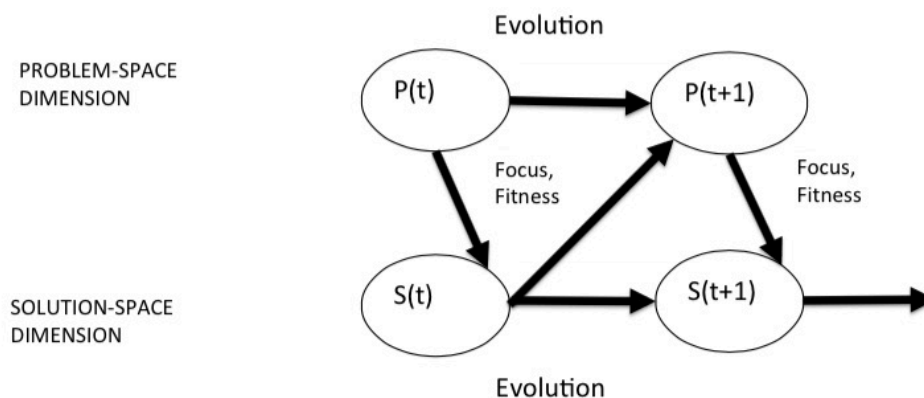 Evolution
PROBLEM-SPACE
DIMENSION
P(t)
P(t+1)
Focus,
Fitness
Focus,
Fitness
SOLUTION-SPACE
DIMENSION
S(t)
S(t+1)
Evolution